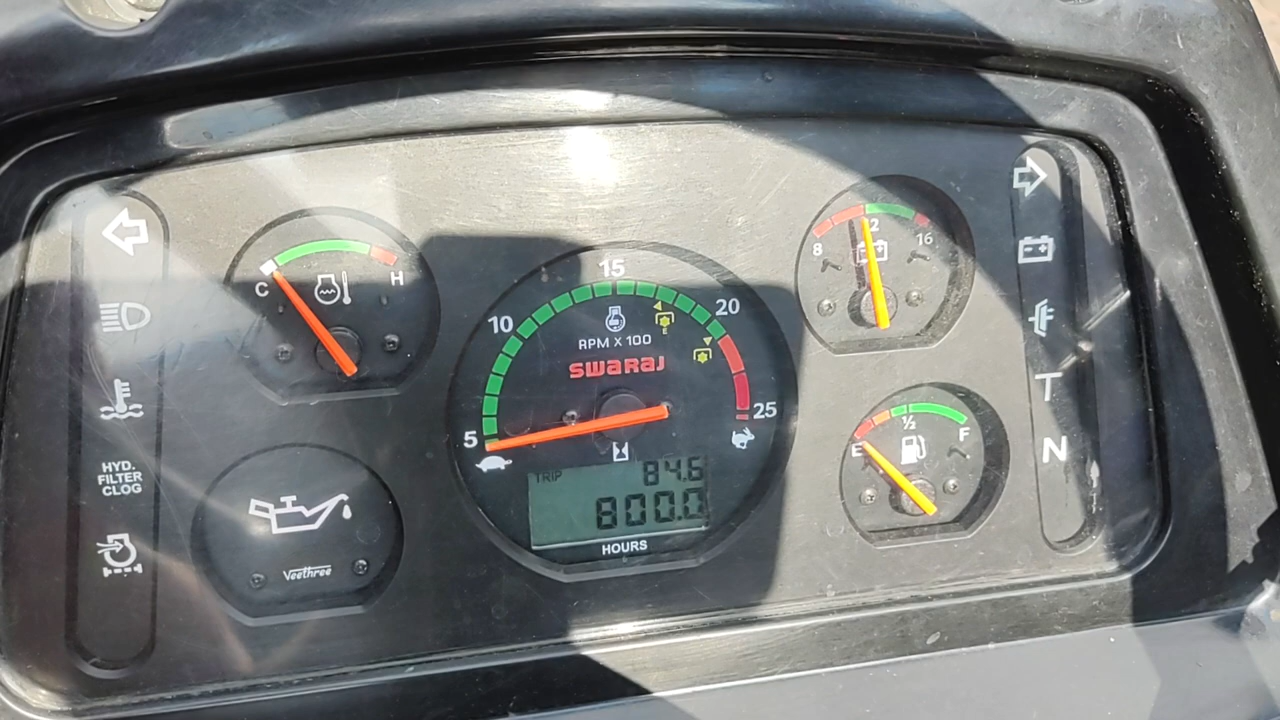 C
H
HYD.
FILTER
CLOG
Veethree
5
10
15
20
25
RPM X 100
SWARAJ
E
TRIP 84.6
800.0
HOURS
8
12
16
E
½
F
T
N